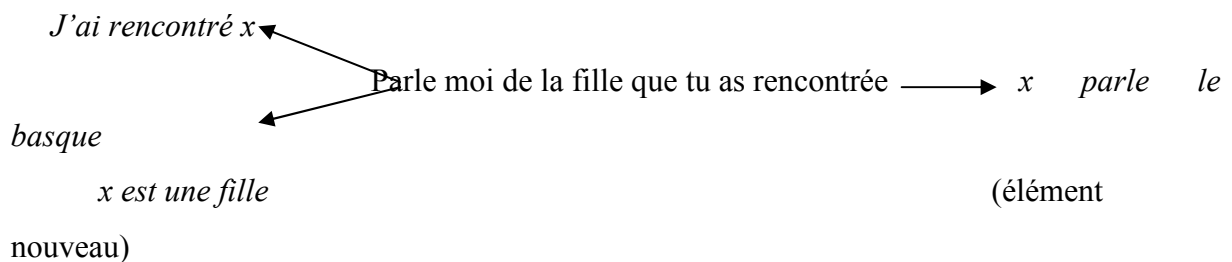 J’ai rencontré x
Parle moi de la fille que tu as rencontrée x parle le
basque
x est une fille (élément
nouveau)